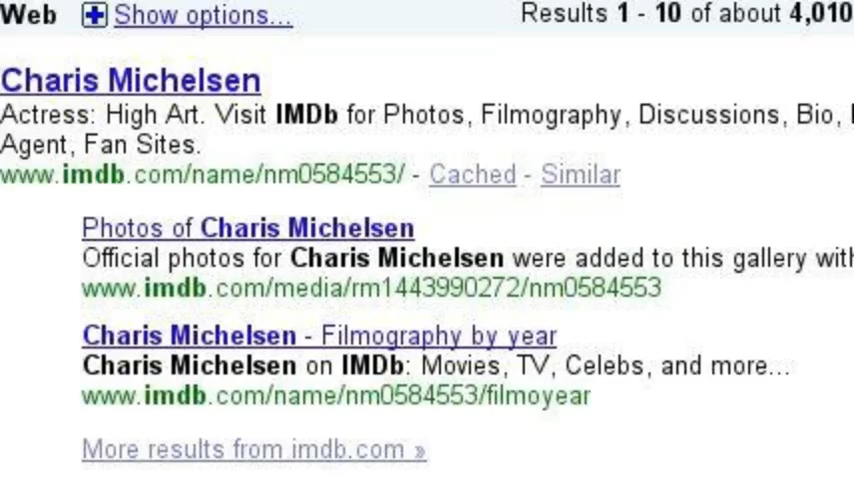 Web Show options... Results 1 - 10 of about 4,010
Charis Michelsen
Actress: High Art. Visit IMDb for Photos, Filmography, Discussions, Bio,
Agent, Fan Sites.
www.imdb.com/name/nm0584553/ - Cached - Similar
Photos of Charis Michelsen
Official photos for Charis Michelsen were added to this gallery with
www.imdb.com/media/rm1443990272/nm0584553
Charis Michelsen - Filmography by year
Charis Michelsen on IMDb: Movies, TV, Celebs, and more...
www.imdb.com/name/nm0584553/filmoyear
More results from imdb.com »